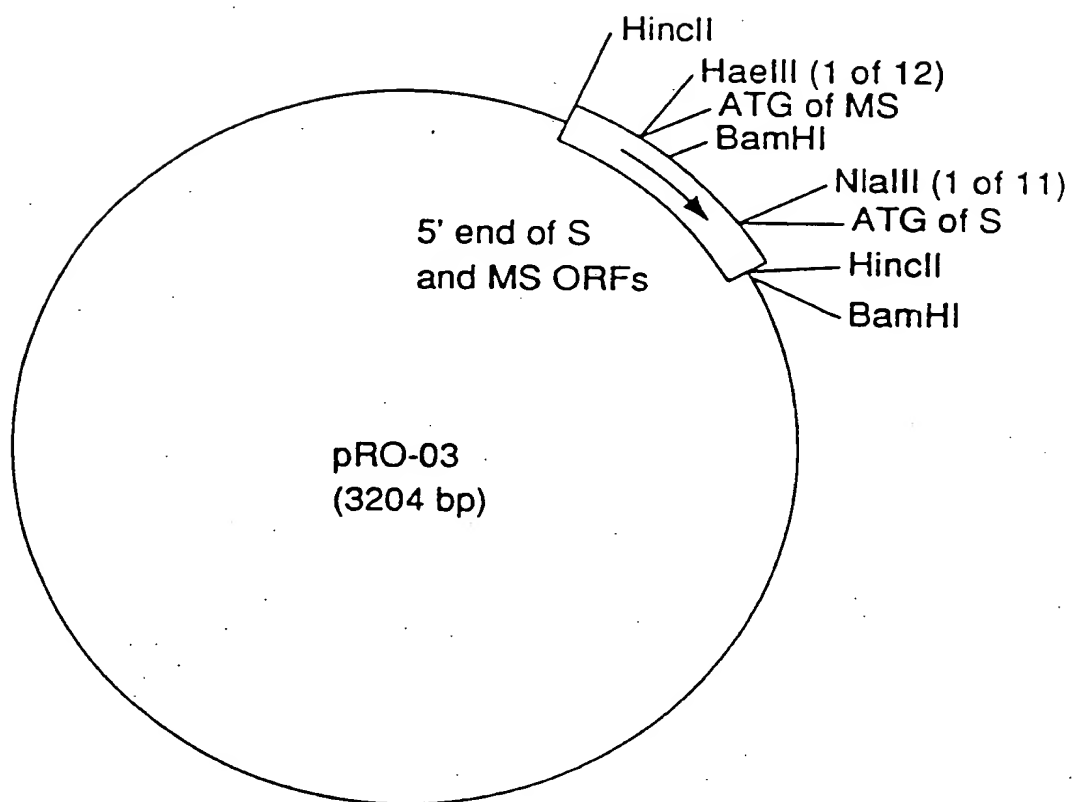 HincII
HaeIII (1 of 12)
ATG of MS
BamHI
NlaIII (1 of 11)
ATG of S
HincII
BamHI
5' end of S
and MS ORFs
pRO-03
(3204 bp)